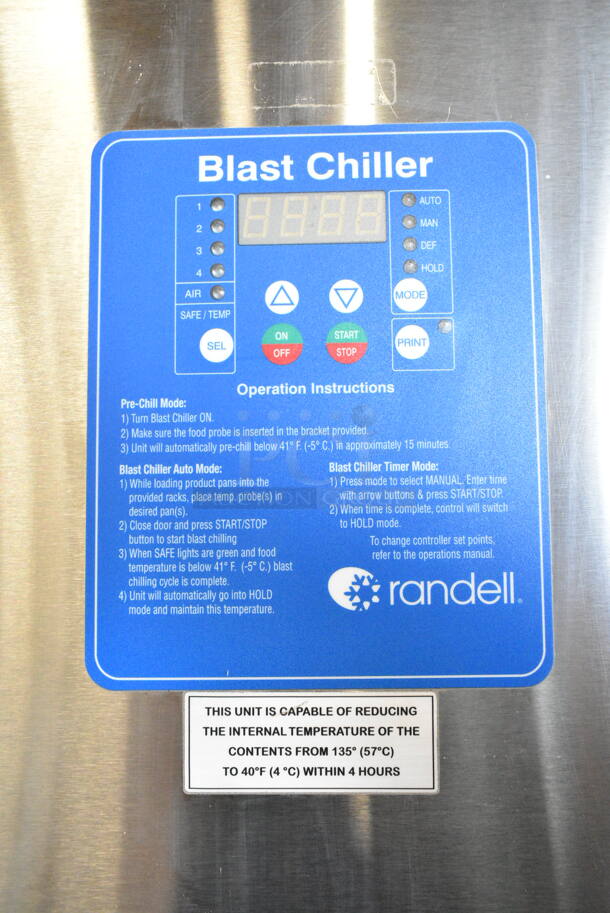 Blast Chiller
1
2
3
4
AIR
SAFE / TEMP
SEL
AUTO
MAN
DEF
HOLD
MODE
ON
OFF
START
STOP
PRINT
Operation Instructions
Pre-Chill Mode:
1) Turn Blast Chiller ON.
2) Make sure the food probe is inserted in the bracket provided.
3) Unit will automatically pre-chill below 41° F. (-5° C.) in approximately 15 minutes.
Blast Chiller Auto Mode:
1) While loading product pans into the
provided racks, place temp. probe(s) in
desired pan(s).
2) Close door and press START/STOP
button to start blast chilling
3) When SAFE lights are green and food
temperature is below 41° F. (-5° C.) blast
chilling cycle is complete.
4) Unit will automatically go into HOLD
mode and maintain this temperature.
Blast Chiller Timer Mode:
1) Press mode to select MANUAL. Enter time
with arrow buttons & press START/STOP.
2) When time is complete, control will switch
to HOLD mode.
To change controller set points,
refer to the operations manual.
randell.
THIS UNIT IS CAPABLE OF REDUCING
THE INTERNAL TEMPERATURE OF THE
CONTENTS FROM 135° (57°C)
TO 40°F (4 °C) WITHIN 4 HOURS